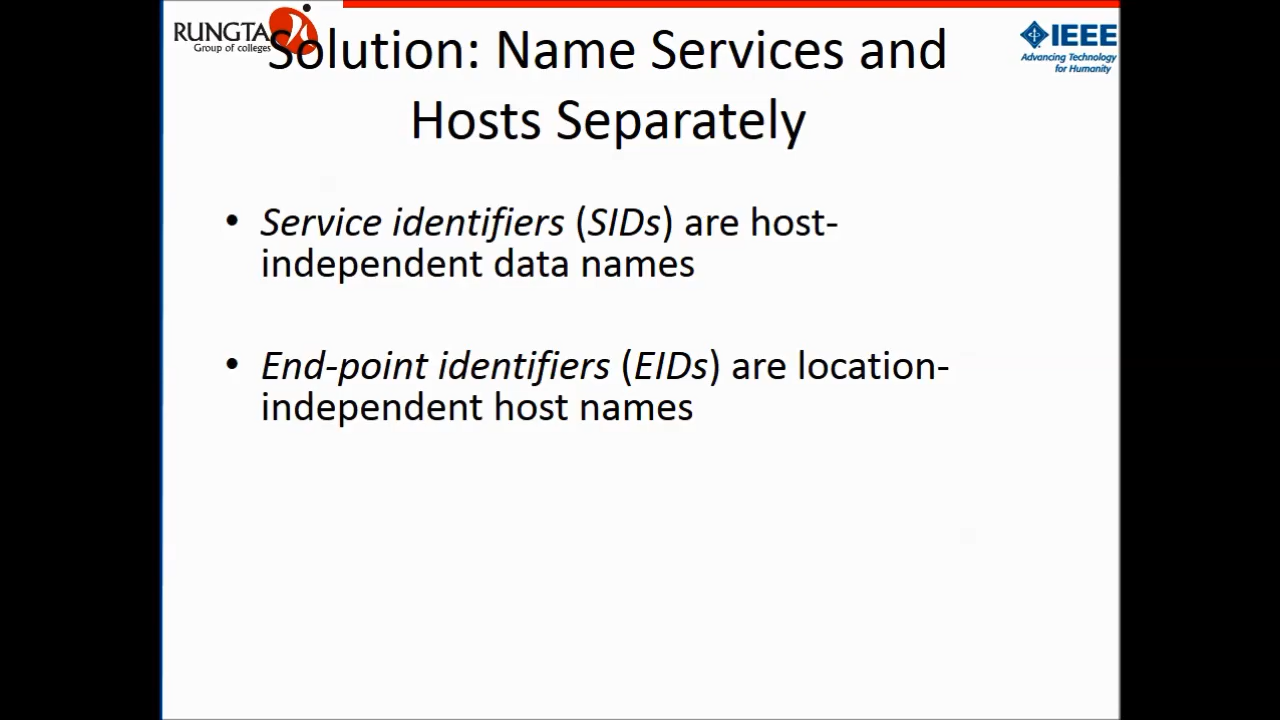 RUNGTA
Group of colleges
IEEE
Advancing Technology
for Humanity
Solution: Name Services and
Hosts Separately
• Service identifiers (SIDs) are host-
independent data names
• End-point identifiers (EIDs) are location-
independent host names